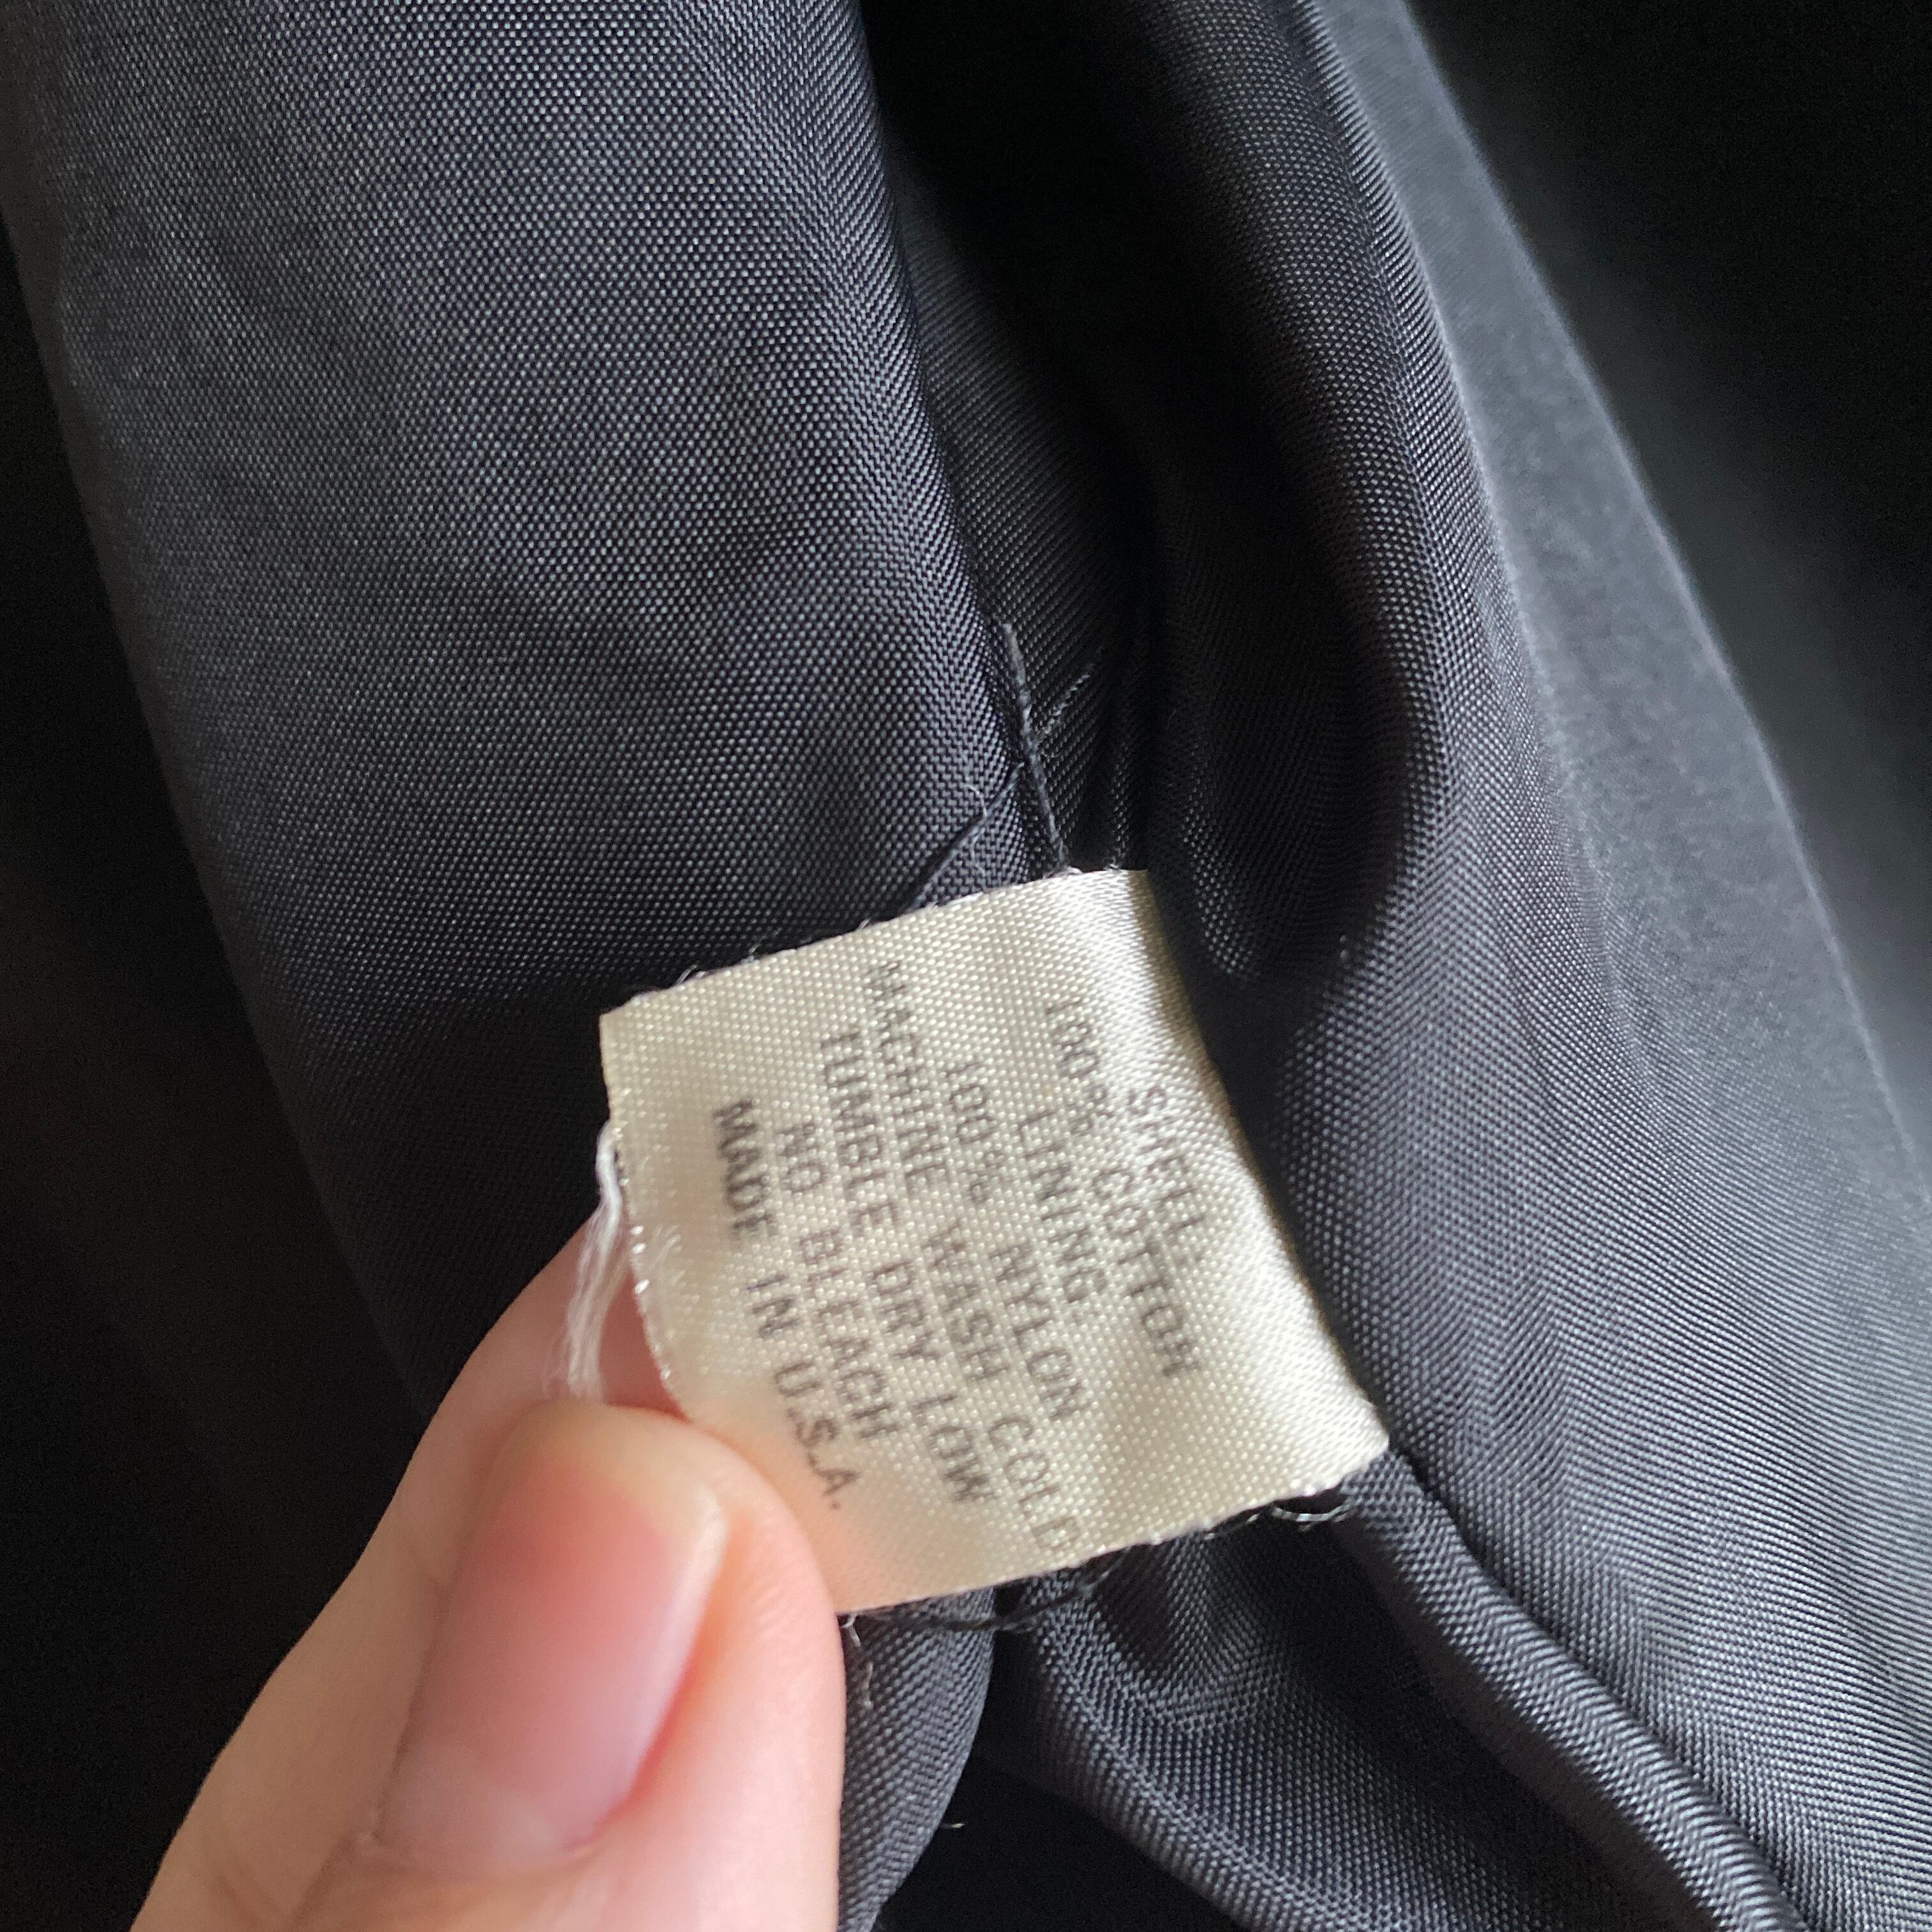 SHELL:
100% COTTON
LINING:
100% NYLON
MACHINE WASH COLD
TUMBLE DRY LOW
NO BLEACH
MADE IN U.S.A.